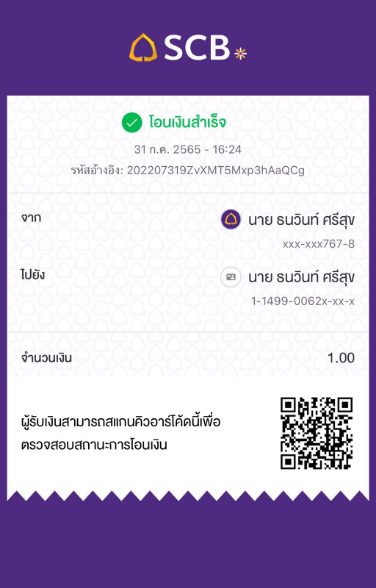 SCB
โอนเงินสำเร็จ
31 ก.ค. 2565 - 16:24
รหัสอ้างอิง: 202207319ZvXMT5Mxp3hAaQCg
จาก
นาย ธนวินท์ ศรีสุข
xxx-xxx767-8
ไปยัง
นาย ธนวินท์ ศรีสุข
1-1499-0062x-xx-x
จำนวนเงิน 1.00
ผู้รับเงินสามารถสแกนคิวอาร์โค้ดนี้เพื่อ
ตรวจสอบสถานะการโอนเงิน